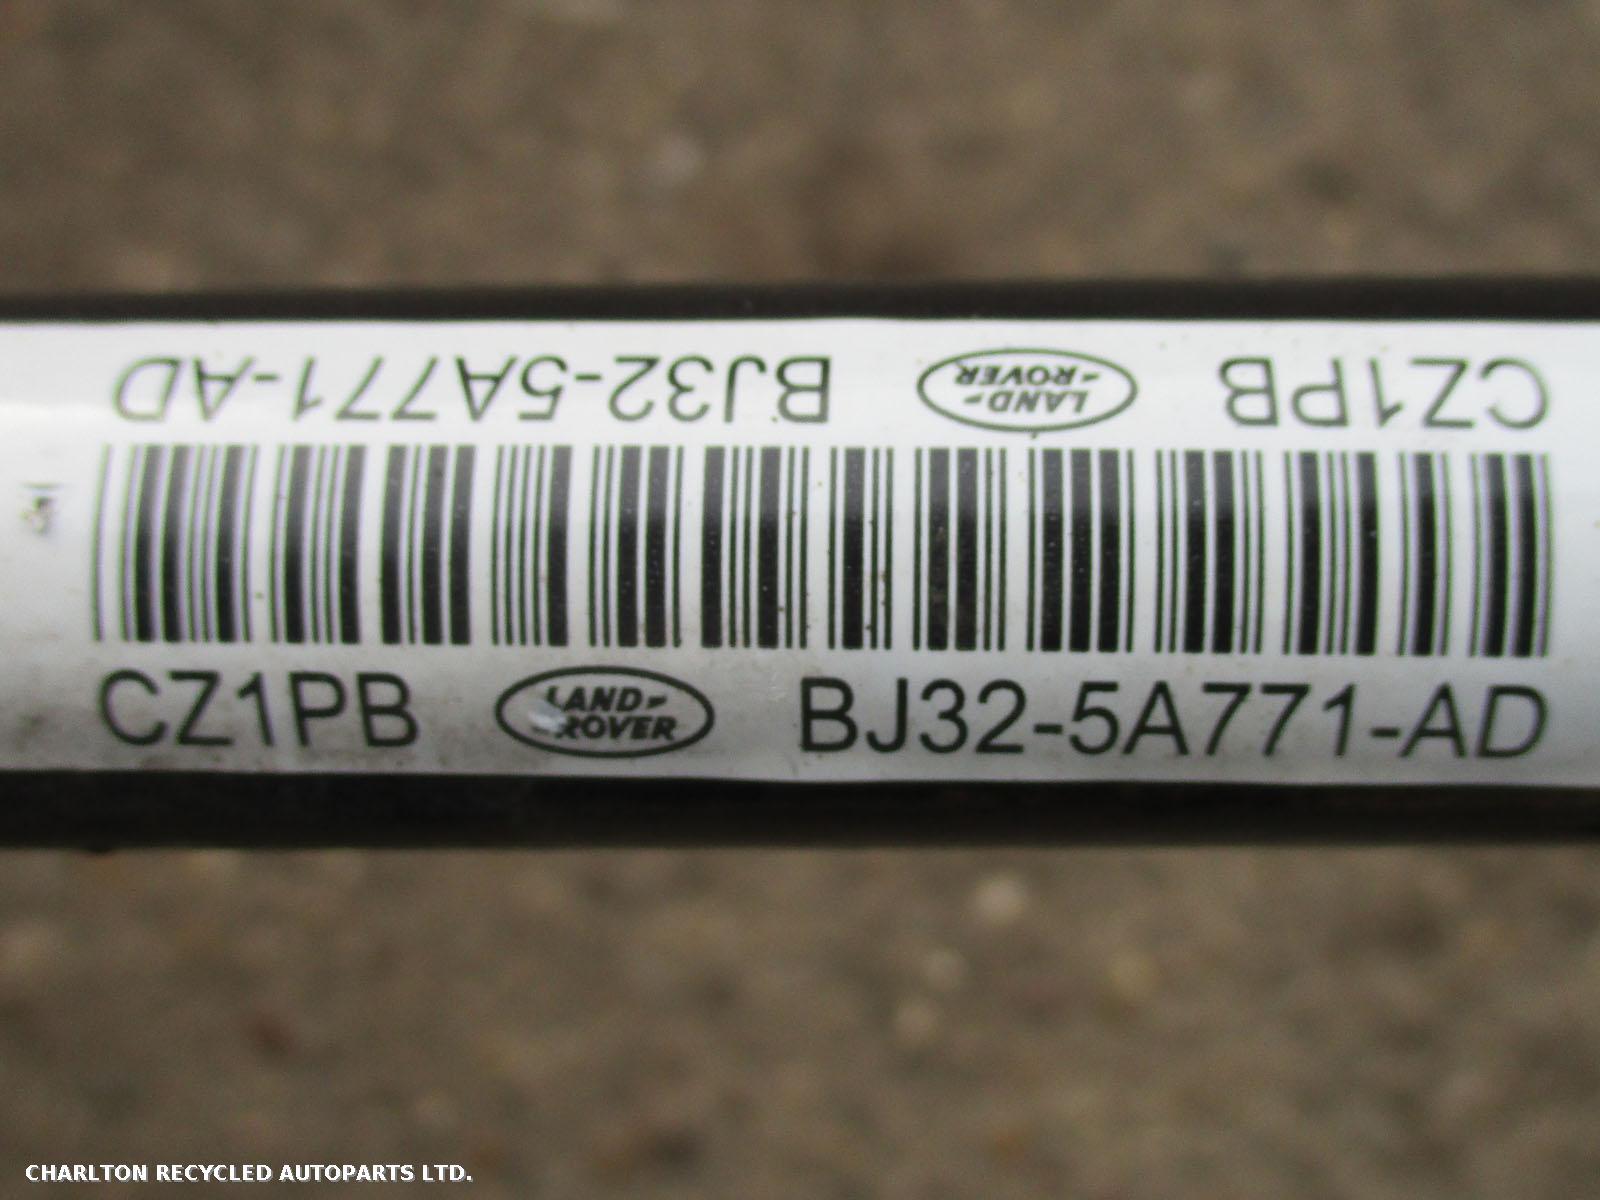 BJ32-5A771-AD LAND-ROVER CZ1PB
CZ1PB LAND-ROVER BJ32-5A771-AD
CHARLTON RECYCLED AUTOPARTS LTD.